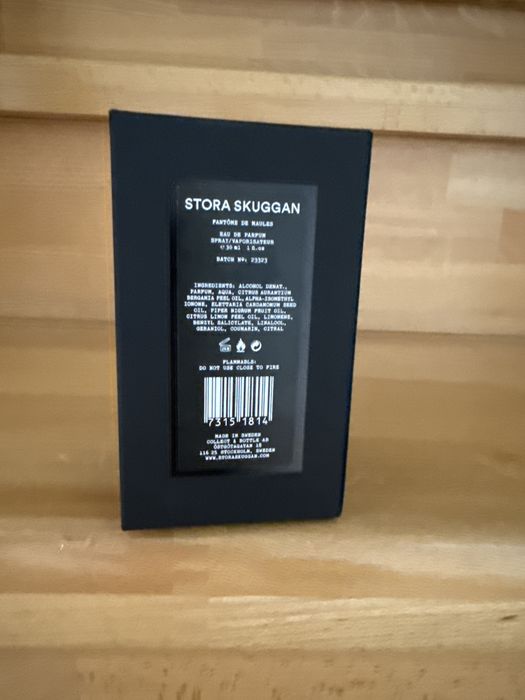 STORA SKUGGAN
FANTÔME DE MAULES
EAU DE PARFUM
SPRAY/VAPORISATEUR
℮ 30 ml 1 fl.oz
BATCH Nº: 23323
INGREDIENTS: ALCOHOL DENAT.,
PARFUM, AQUA, CITRUS AURANTIUM
BERGAMIA PEEL OIL, ALPHA-ISOMETHYL
IONONE, ELETTARIA CARDAMOMUM SEED
OIL, PIPER NIGRUM FRUIT OIL,
CITRUS LIMON PEEL OIL, LIMONENE,
BENZYL SALICYLATE, LINALOOL,
GERANIOL, COUMARIN, CITRAL
FLAMMABLE:
DO NOT USE CLOSE TO FIRE
7315 1814
MADE IN SWEDEN
COLLECT & BOTTLE AB
ÖSTGÖTAGATAN 18
116 25 STOCKHOLM, SWEDEN
WWW.STORASKUGGAN.COM